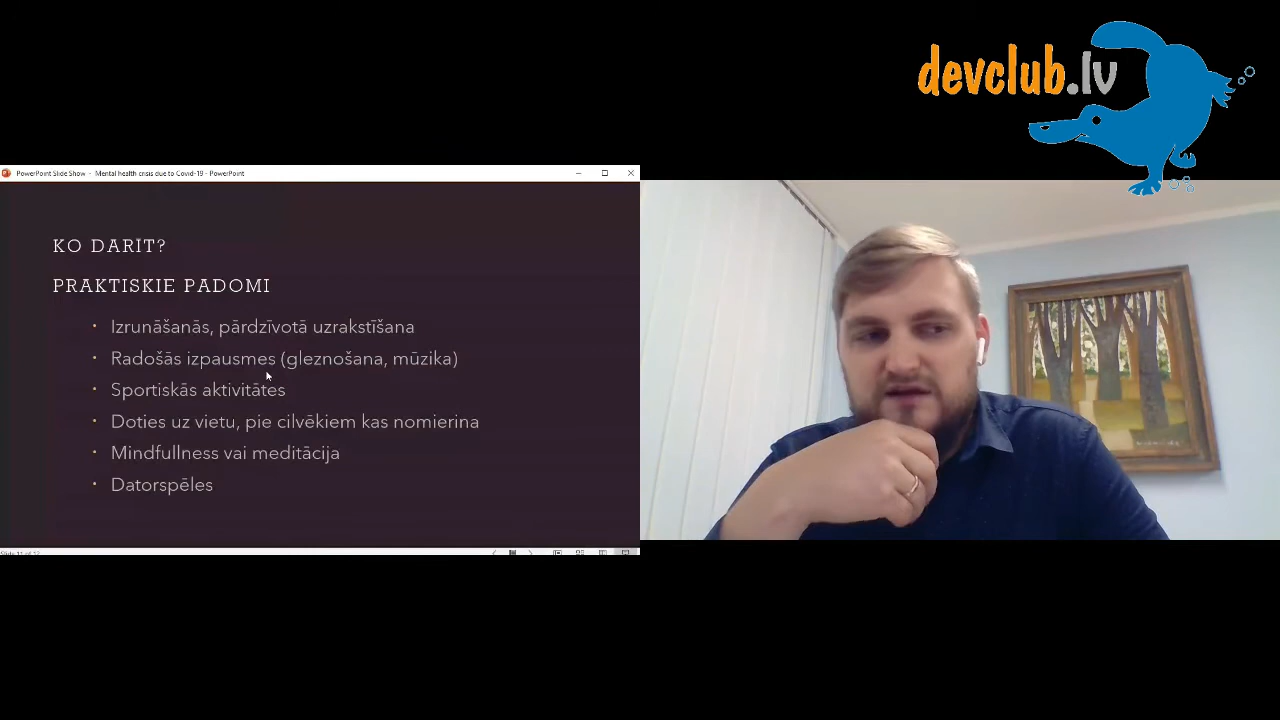 devclub.lv
PowerPoint Slide Show - Mental health crisis due to Covid-19 - PowerPoint
KO DARĪT?
PRAKTISKIE PADOMI
Izrunāšanās, pārdzīvotā uzrakstīšana
Radošās izpausmes (gleznošana, mūzika)
Sportiskās aktivitātes
Doties uz vietu, pie cilvēkiem kas nomierina
Mindfullness vai meditācija
Datorspēles